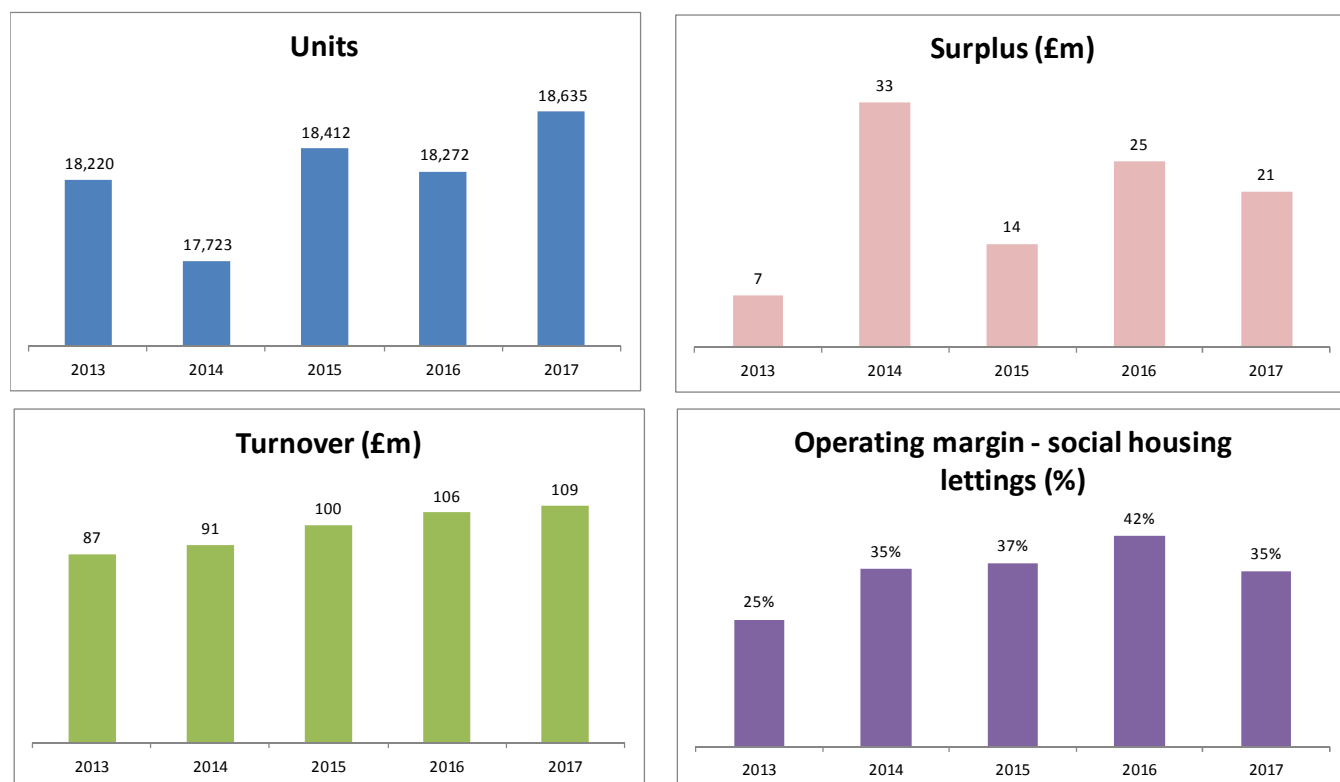 Units
18,220
17,723
18,412
18,272
18,635
2013 2014 2015 2016 2017
Surplus (£m)
7
33
14
25
21
2013 2014 2015 2016 2017
Turnover (£m)
87
91
100
106
109
2013 2014 2015 2016 2017
Operating margin - social housing
lettings (%)
25%
35%
37%
42%
35%
2013 2014 2015 2016 2017